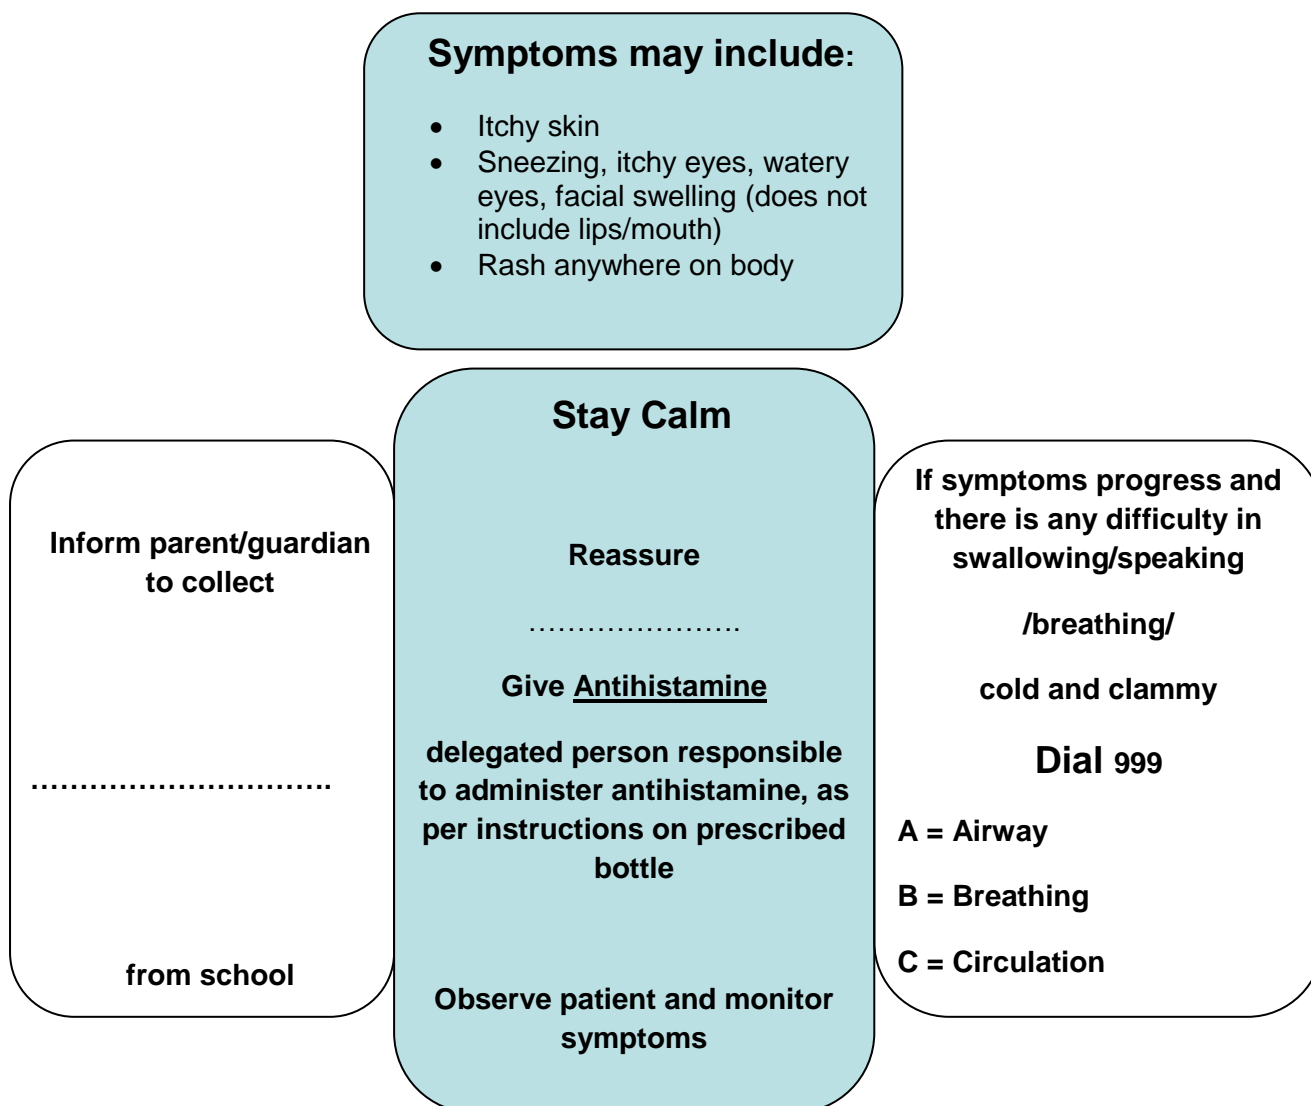 Symptoms may include:
• Itchy skin
• Sneezing, itchy eyes, watery
eyes, facial swelling (does not
include lips/mouth)
• Rash anywhere on body
Inform parent/guardian
to collect
…………………………..
from school
Stay Calm
Reassure
………………….
Give Antihistamine
delegated person responsible
to administer antihistamine, as
per instructions on prescribed
bottle
Observe patient and monitor
symptoms
If symptoms progress and
there is any difficulty in
swallowing/speaking
/breathing/
cold and clammy
Dial 999
A = Airway
B = Breathing
C = Circulation